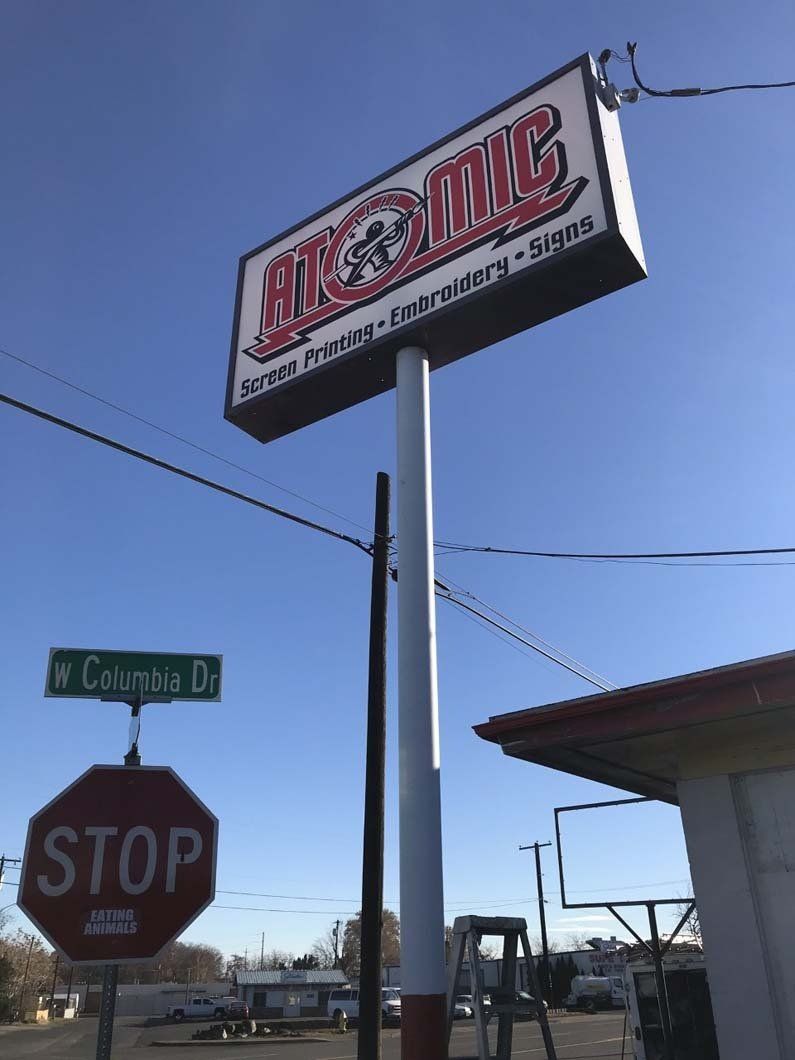 ATOMIC
Screen Printing • Embroidery • Signs
W Columbia Dr
STOP
EATING
ANIMALS